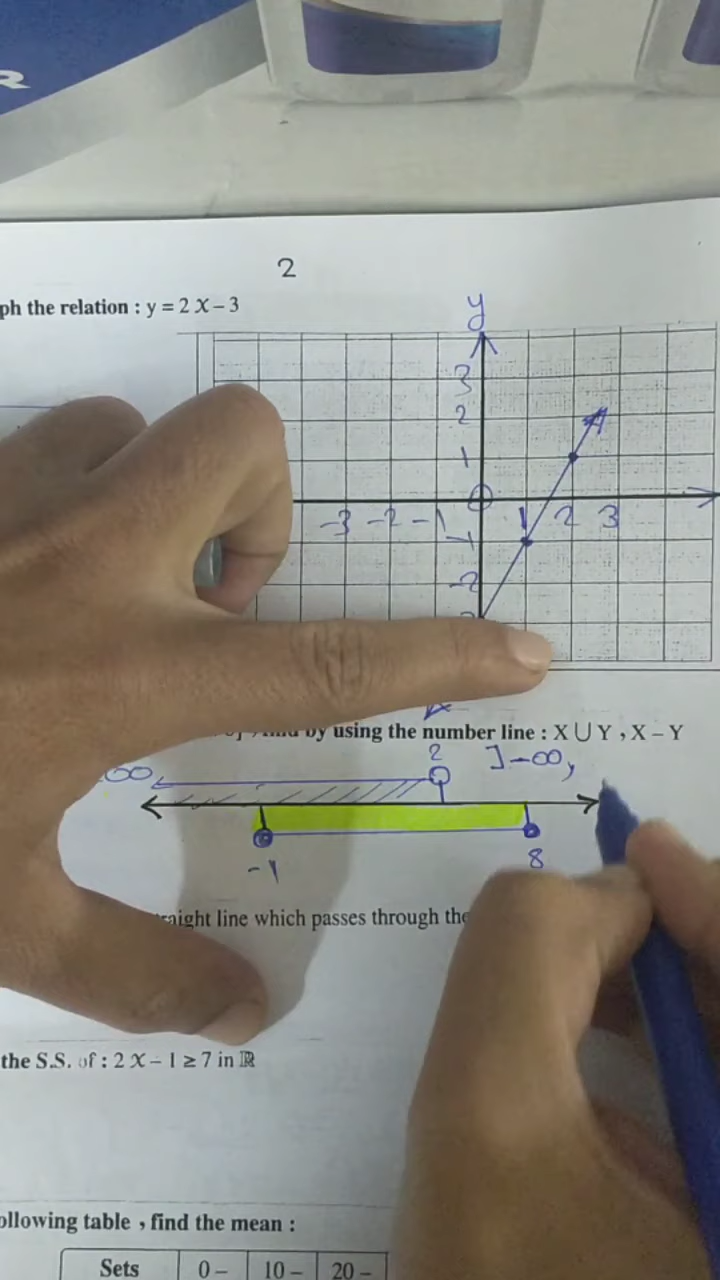 R
2
ph the relation : y = 2 X – 3
y
3
2
1
-3 -2 -1 1 2 3
-1
-2
by using the number line : X ∪ Y , X – Y
∞ 2 ]-∞,
-1 8
raight line which passes through the
the S.S. of : 2 X – 1 ≥ 7 in ℝ
ollowing table , find the mean :
Sets 0 – 10 – 20 –